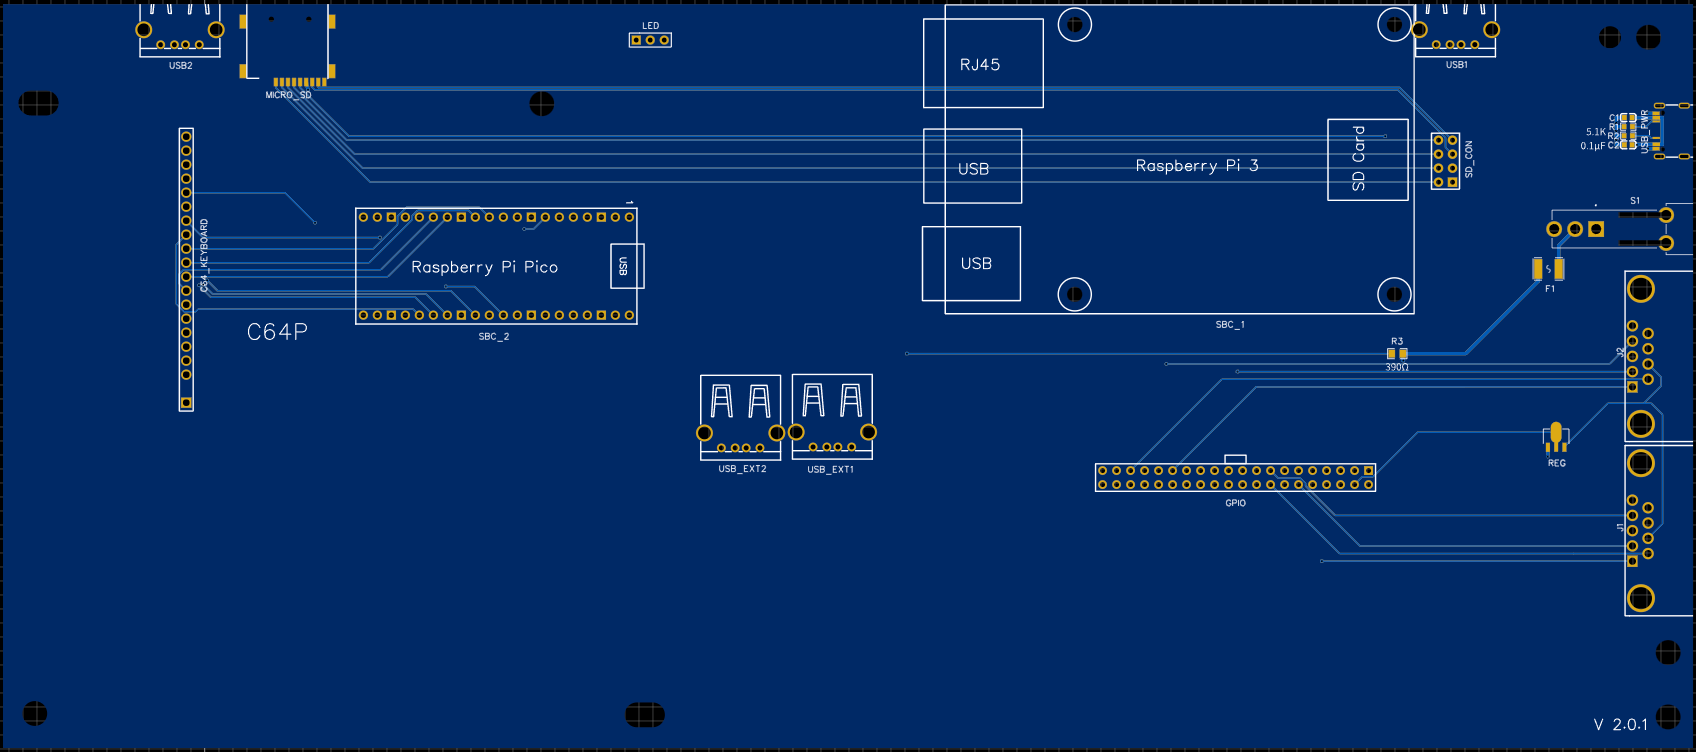 LED
USB2
USB1
RJ45
MICRO_SD
C1
R1
5.1K
R2
0.1µF
C2
USB_PWR
USB
Raspberry Pi 3
SD Card
SD_CON
S1
1
C64_KEYBOARD
Raspberry Pi Pico
USB
USB
F1
C64P
SBC_2
SBC_1
R3
390Ω
J2
USB_EXT2
USB_EXT1
REG
GPIO
J1
V 2.0.1